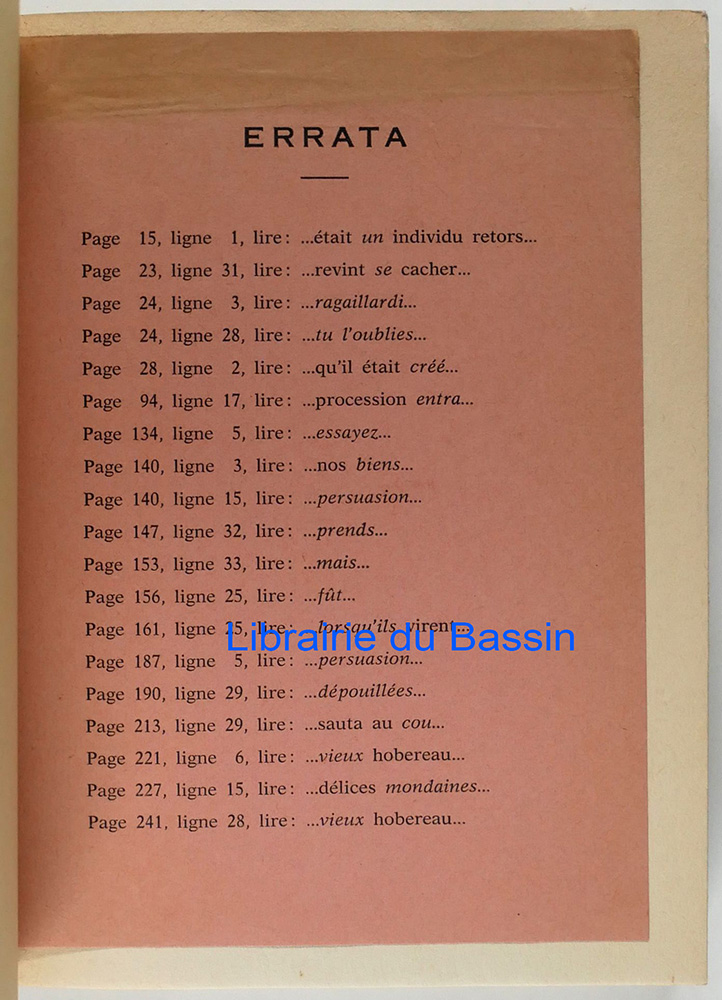 ERRATA
Page 15, ligne 1, lire : ...était un individu retors...
Page 23, ligne 31, lire : ...revint se cacher...
Page 24, ligne 3, lire : ...ragaillardi...
Page 24, ligne 28, lire : ...tu l'oublies...
Page 28, ligne 2, lire : ...qu'il était créé...
Page 94, ligne 17, lire : ...procession entra...
Page 134, ligne 5, lire : ...essayez...
Page 140, ligne 3, lire : ...nos biens...
Page 140, ligne 15, lire : ...persuasion...
Page 147, ligne 32, lire : ...prends...
Page 153, ligne 33, lire : ...mais...
Page 156, ligne 25, lire : ...fût...
Page 161, ligne 25, lire : ...lorsqu'ils virent...
Librairie du Bassin
Page 187, ligne 5, lire : ...persuasion...
Page 190, ligne 29, lire : ...dépouillées...
Page 213, ligne 29, lire : ...sauta au cou...
Page 221, ligne 6, lire : ...vieux hobereau...
Page 227, ligne 15, lire : ...délices mondaines...
Page 241, ligne 28, lire : ...vieux hobereau...